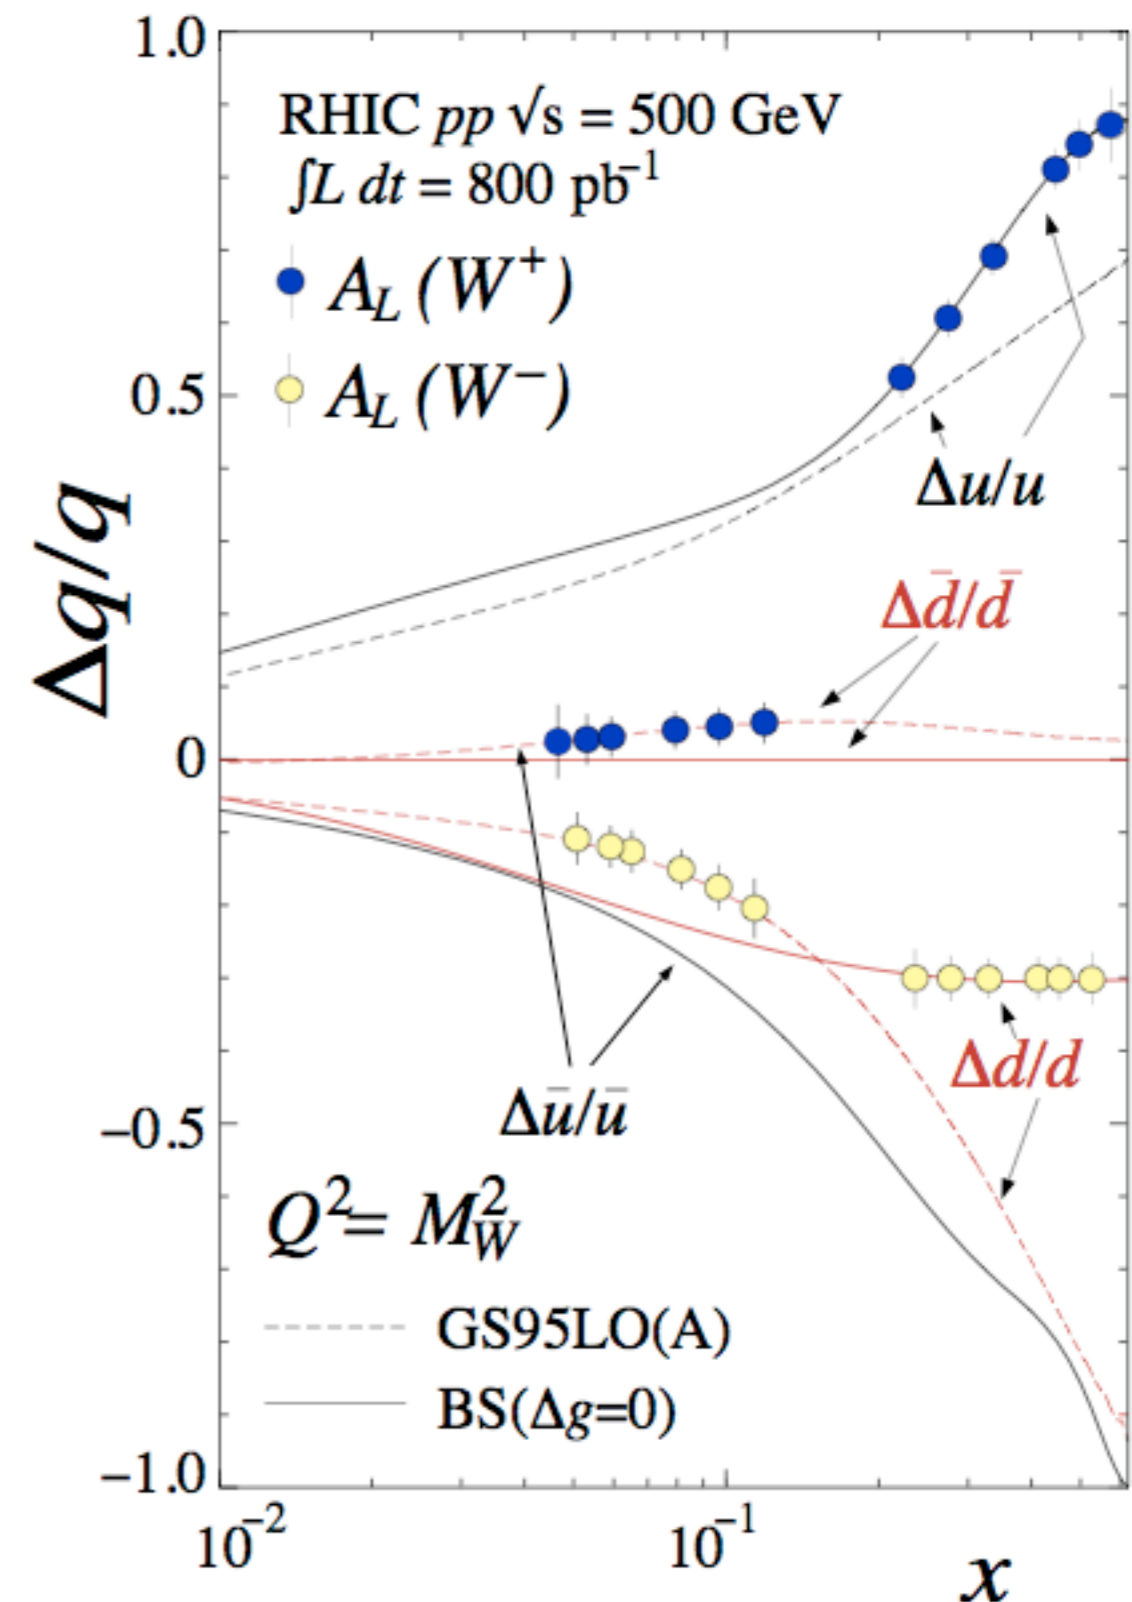 1.0
RHIC pp √s = 500 GeV
∫L dt = 800 pb⁻¹
A_L (W⁺)
A_L (W⁻)
0.5
Δu/u
Δq/q
Δd̄/d̄
0
Δd/d
Δū/ū
−0.5
Q² = M_W²
GS95LO(A)
BS(Δg=0)
−1.0
10⁻²
10⁻¹
x